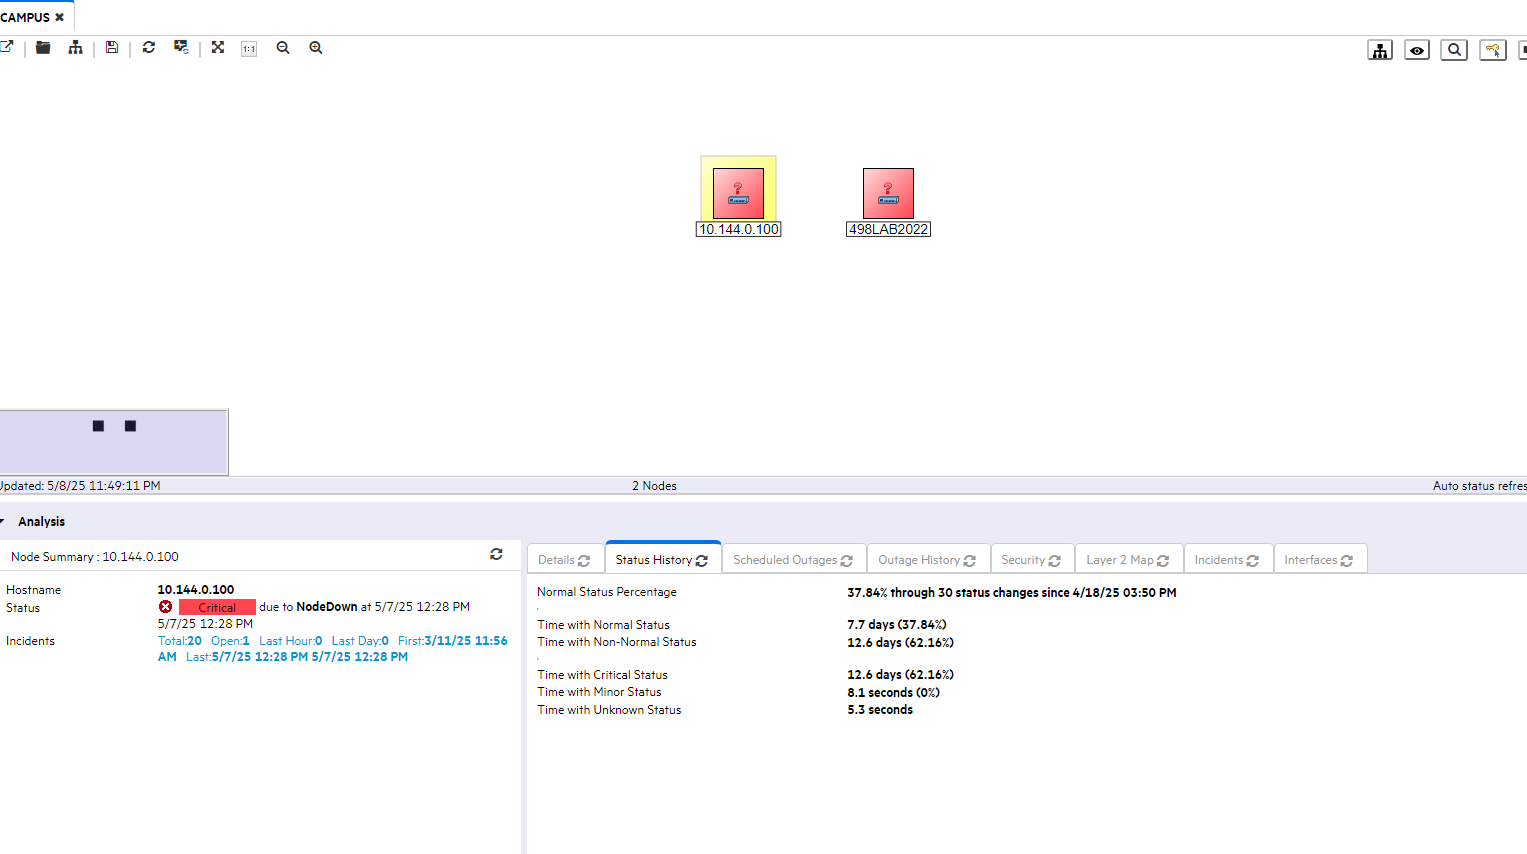 CAMPUS
1:1
?
?
10.144.0.100
498LAB2022
Updated: 5/8/25 11:49:11 PM
2 Nodes
Auto status refres
Analysis
Node Summary : 10.144.0.100
Hostname
10.144.0.100
Status
Critical due to NodeDown at 5/7/25 12:28 PM
5/7/25 12:28 PM
Incidents
Total:20 Open:1 Last Hour:0 Last Day:0 First:3/11/25 11:56
AM Last:5/7/25 12:28 PM 5/7/25 12:28 PM
Details
Status History
Scheduled Outages
Outage History
Security
Layer 2 Map
Incidents
Interfaces
Normal Status Percentage
37.84% through 30 status changes since 4/18/25 03:50 PM
.
Time with Normal Status
7.7 days (37.84%)
Time with Non-Normal Status
12.6 days (62.16%)
.
Time with Critical Status
12.6 days (62.16%)
Time with Minor Status
8.1 seconds (0%)
Time with Unknown Status
5.3 seconds